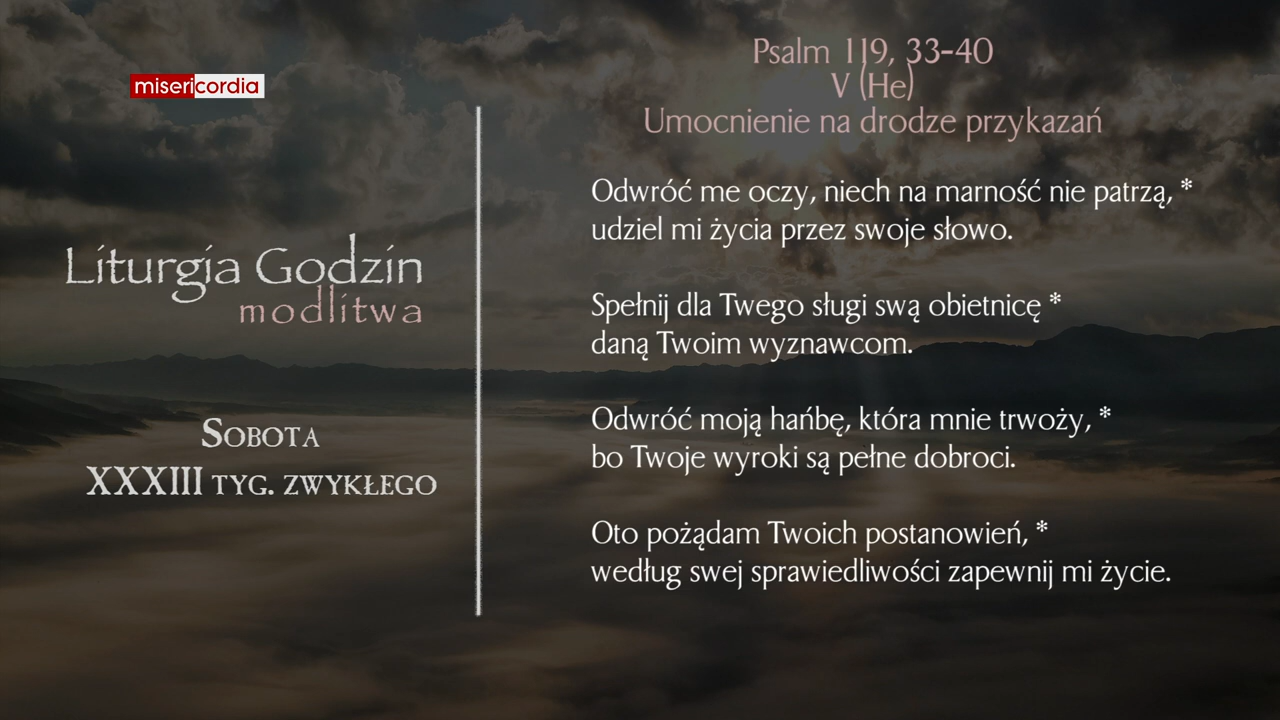 misericordia
Liturgia Godzin
modlitwa
Sobota
XXXIII tyg. zwykłego
Psalm 119, 33-40
V (He)
Umocnienie na drodze przykazań
Odwróć me oczy, niech na marność nie patrzą, *
udziel mi życia przez swoje słowo.
Spełnij dla Twego sługi swą obietnicę *
daną Twoim wyznawcom.
Odwróć moją hańbę, która mnie trwoży, *
bo Twoje wyroki są pełne dobroci.
Oto pożądam Twoich postanowień, *
według swej sprawiedliwości zapewnij mi życie.